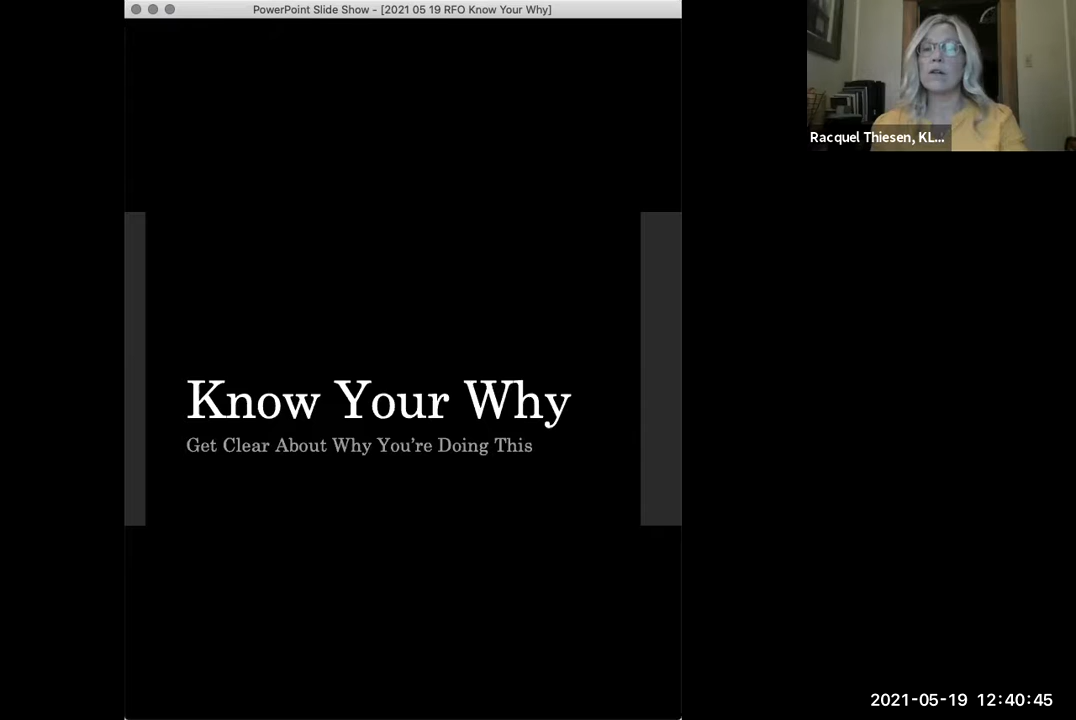 PowerPoint Slide Show - [2021 05 19 RFO Know Your Why]
Racquel Thiesen, KL...
Know Your Why
Get Clear About Why You’re Doing This
2021-05-19 12:40:45